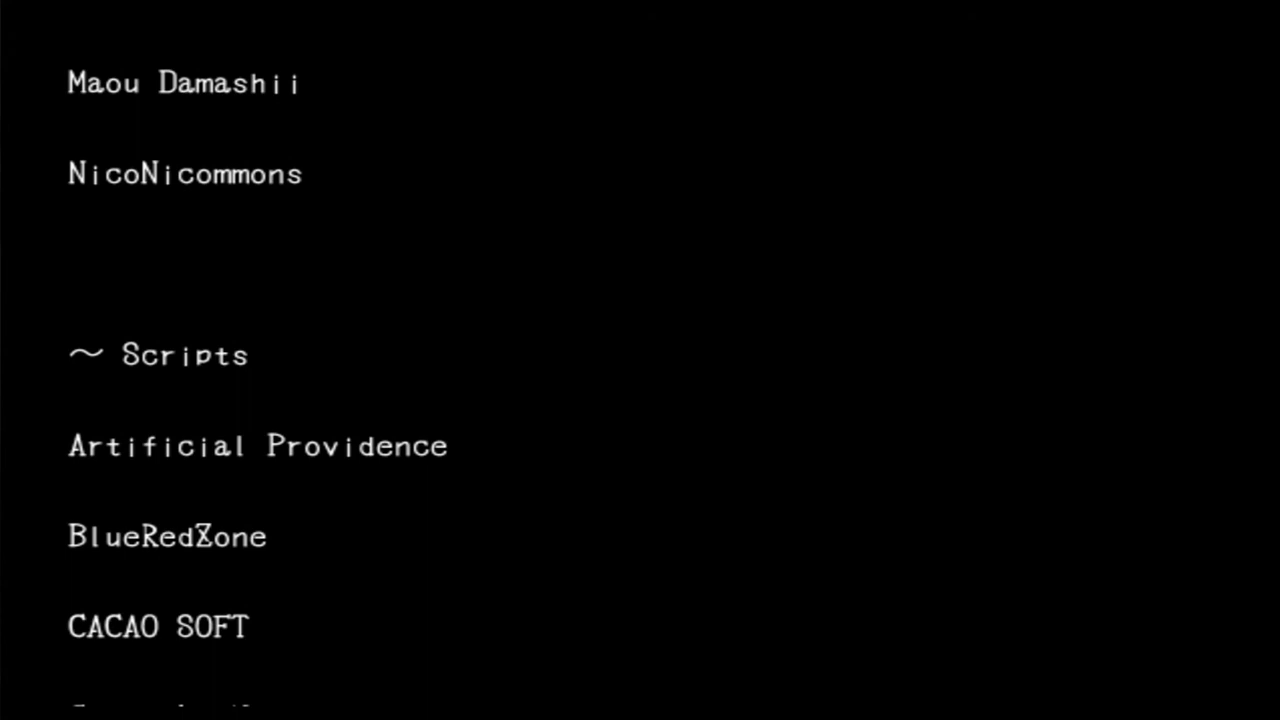 Maou Damashii
NicoNicommons
～ Scripts
Artificial Providence
BlueRedZone
CACAO SOFT